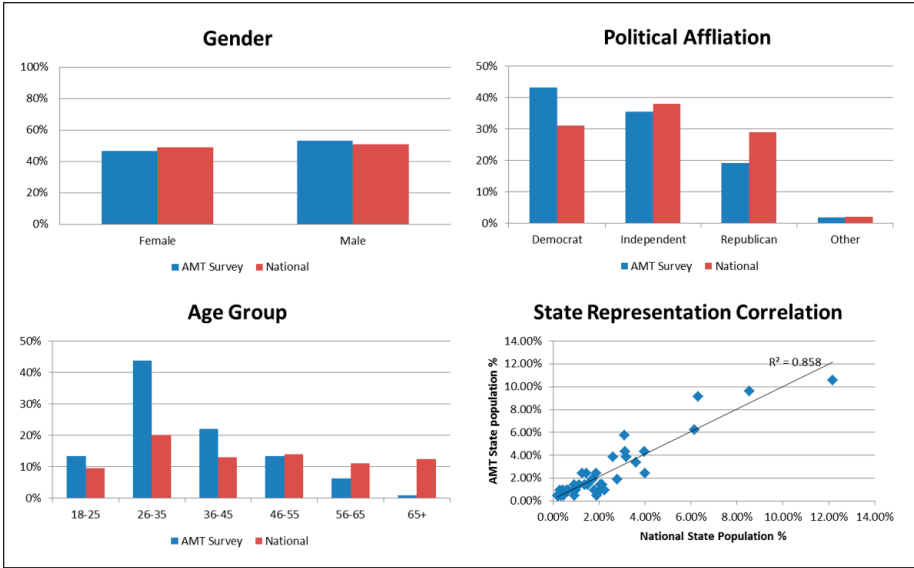 Gender
100%
80%
60%
40%
20%
0%
Female Male
AMT Survey National
Political Affliation
50%
40%
30%
20%
10%
0%
Democrat Independent Republican Other
AMT Survey National
Age Group
50%
40%
30%
20%
10%
0%
18-25 26-35 36-45 46-55 56-65 65+
AMT Survey National
State Representation Correlation
AMT State population %
14.00%
12.00%
10.00%
8.00%
6.00%
4.00%
2.00%
0.00%
R² = 0.858
0.00% 2.00% 4.00% 6.00% 8.00% 10.00% 12.00% 14.00%
National State Population %